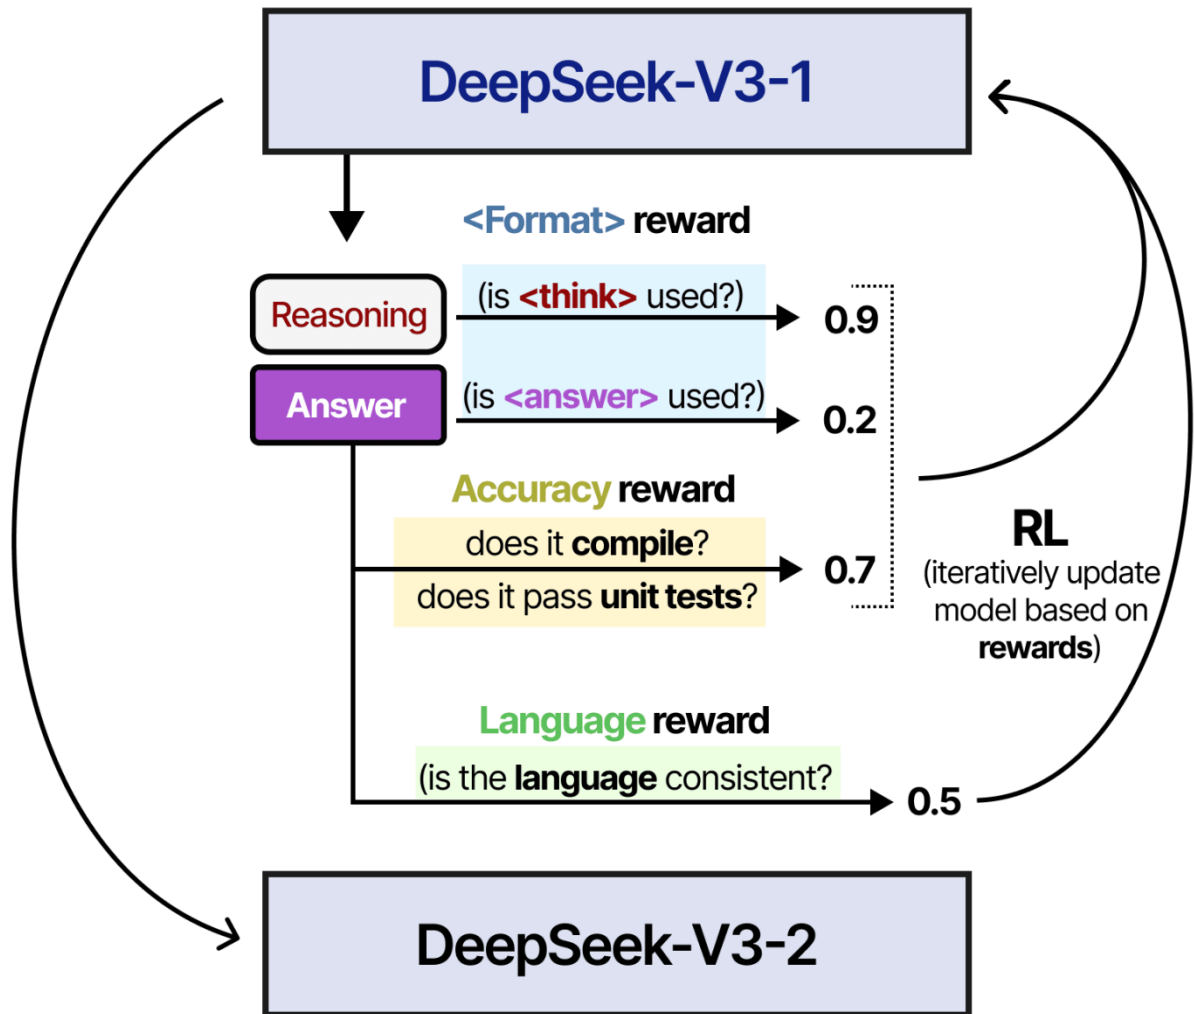 DeepSeek-V3-1
<Format> reward
Reasoning
(is <think> used?)
0.9
Answer
(is <answer> used?)
0.2
Accuracy reward
does it compile?
0.7
does it pass unit tests?
RL
(iteratively update
model based on
rewards)
Language reward
(is the language consistent?
0.5
DeepSeek-V3-2